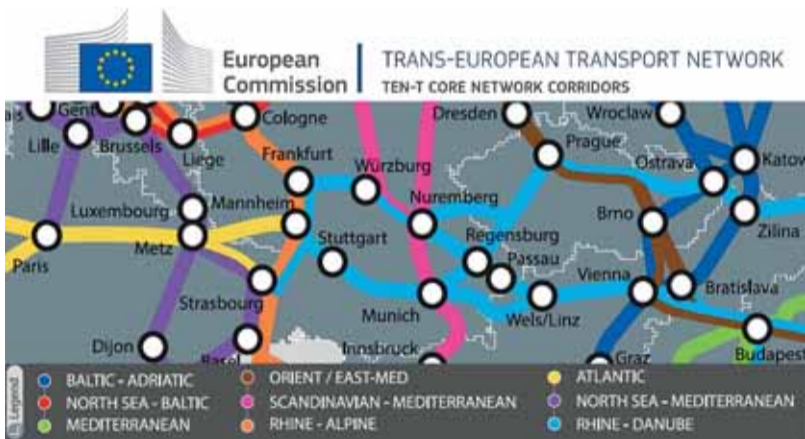 European
Commission
TRANS-EUROPEAN TRANSPORT NETWORK
TEN-T CORE NETWORK CORRIDORS
Gent
Cologne
Dresden
Wroclaw
Lille
Brussels
Liege
Frankfurt
Würzburg
Prague
Ostrava
Katow
Luxembourg
Mannheim
Nuremberg
Brno
Zilina
Paris
Metz
Stuttgart
Regensburg
Passau
Vienna
Strasbourg
Munich
Wels/Linz
Bratislava
Dijon
Basel
Innsbruck
Graz
Budapest
Legend
BALTIC - ADRIATIC
ORIENT / EAST-MED
ATLANTIC
NORTH SEA - BALTIC
SCANDINAVIAN - MEDITERRANEAN
NORTH SEA - MEDITERRANEAN
MEDITERRANEAN
RHINE - ALPINE
RHINE - DANUBE